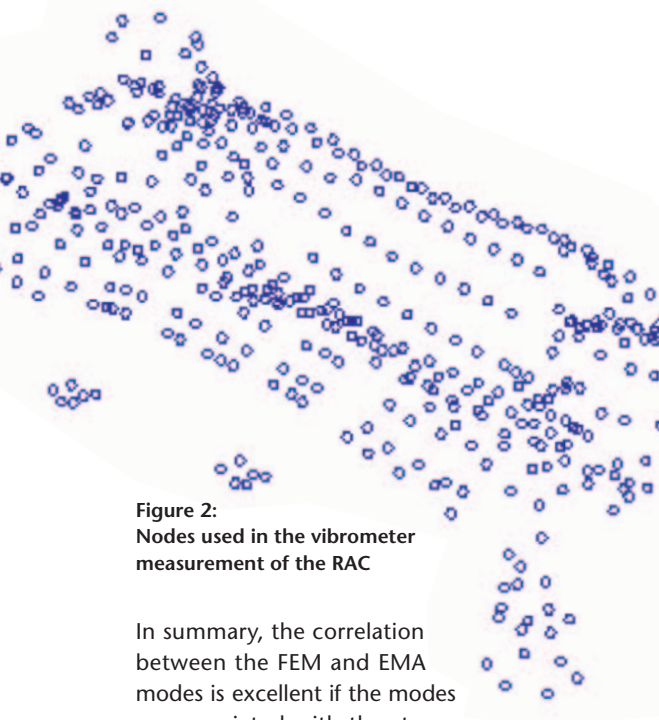 Figure 2:
Nodes used in the vibrometer
measurement of the RAC
In summary, the correlation
between the FEM and EMA
modes is excellent if the modes